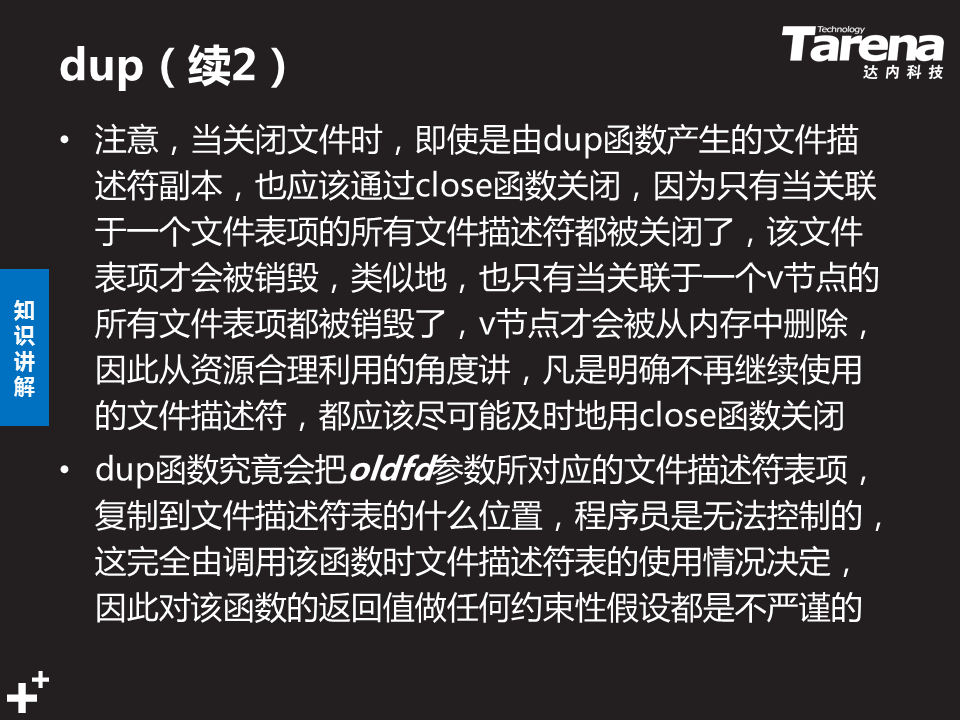 dup（续2）
Technology
Tarena
达内科技
• 注意，当关闭文件时，即使是由dup函数产生的文件描
述符副本，也应该通过close函数关闭，因为只有当关联
于一个文件表项的所有文件描述符都被关闭了，该文件
表项才会被销毁，类似地，也只有当关联于一个v节点的
所有文件表项都被销毁了，v节点才会被从内存中删除，
因此从资源合理利用的角度讲，凡是明确不再继续使用
的文件描述符，都应该尽可能及时地用close函数关闭
• dup函数究竟会把oldfd参数所对应的文件描述符表项，
复制到文件描述符表的什么位置，程序员是无法控制的，
这完全由调用该函数时文件描述符表的使用情况决定，
因此对该函数的返回值做任何约束性假设都是不严谨的
知
识
讲
解